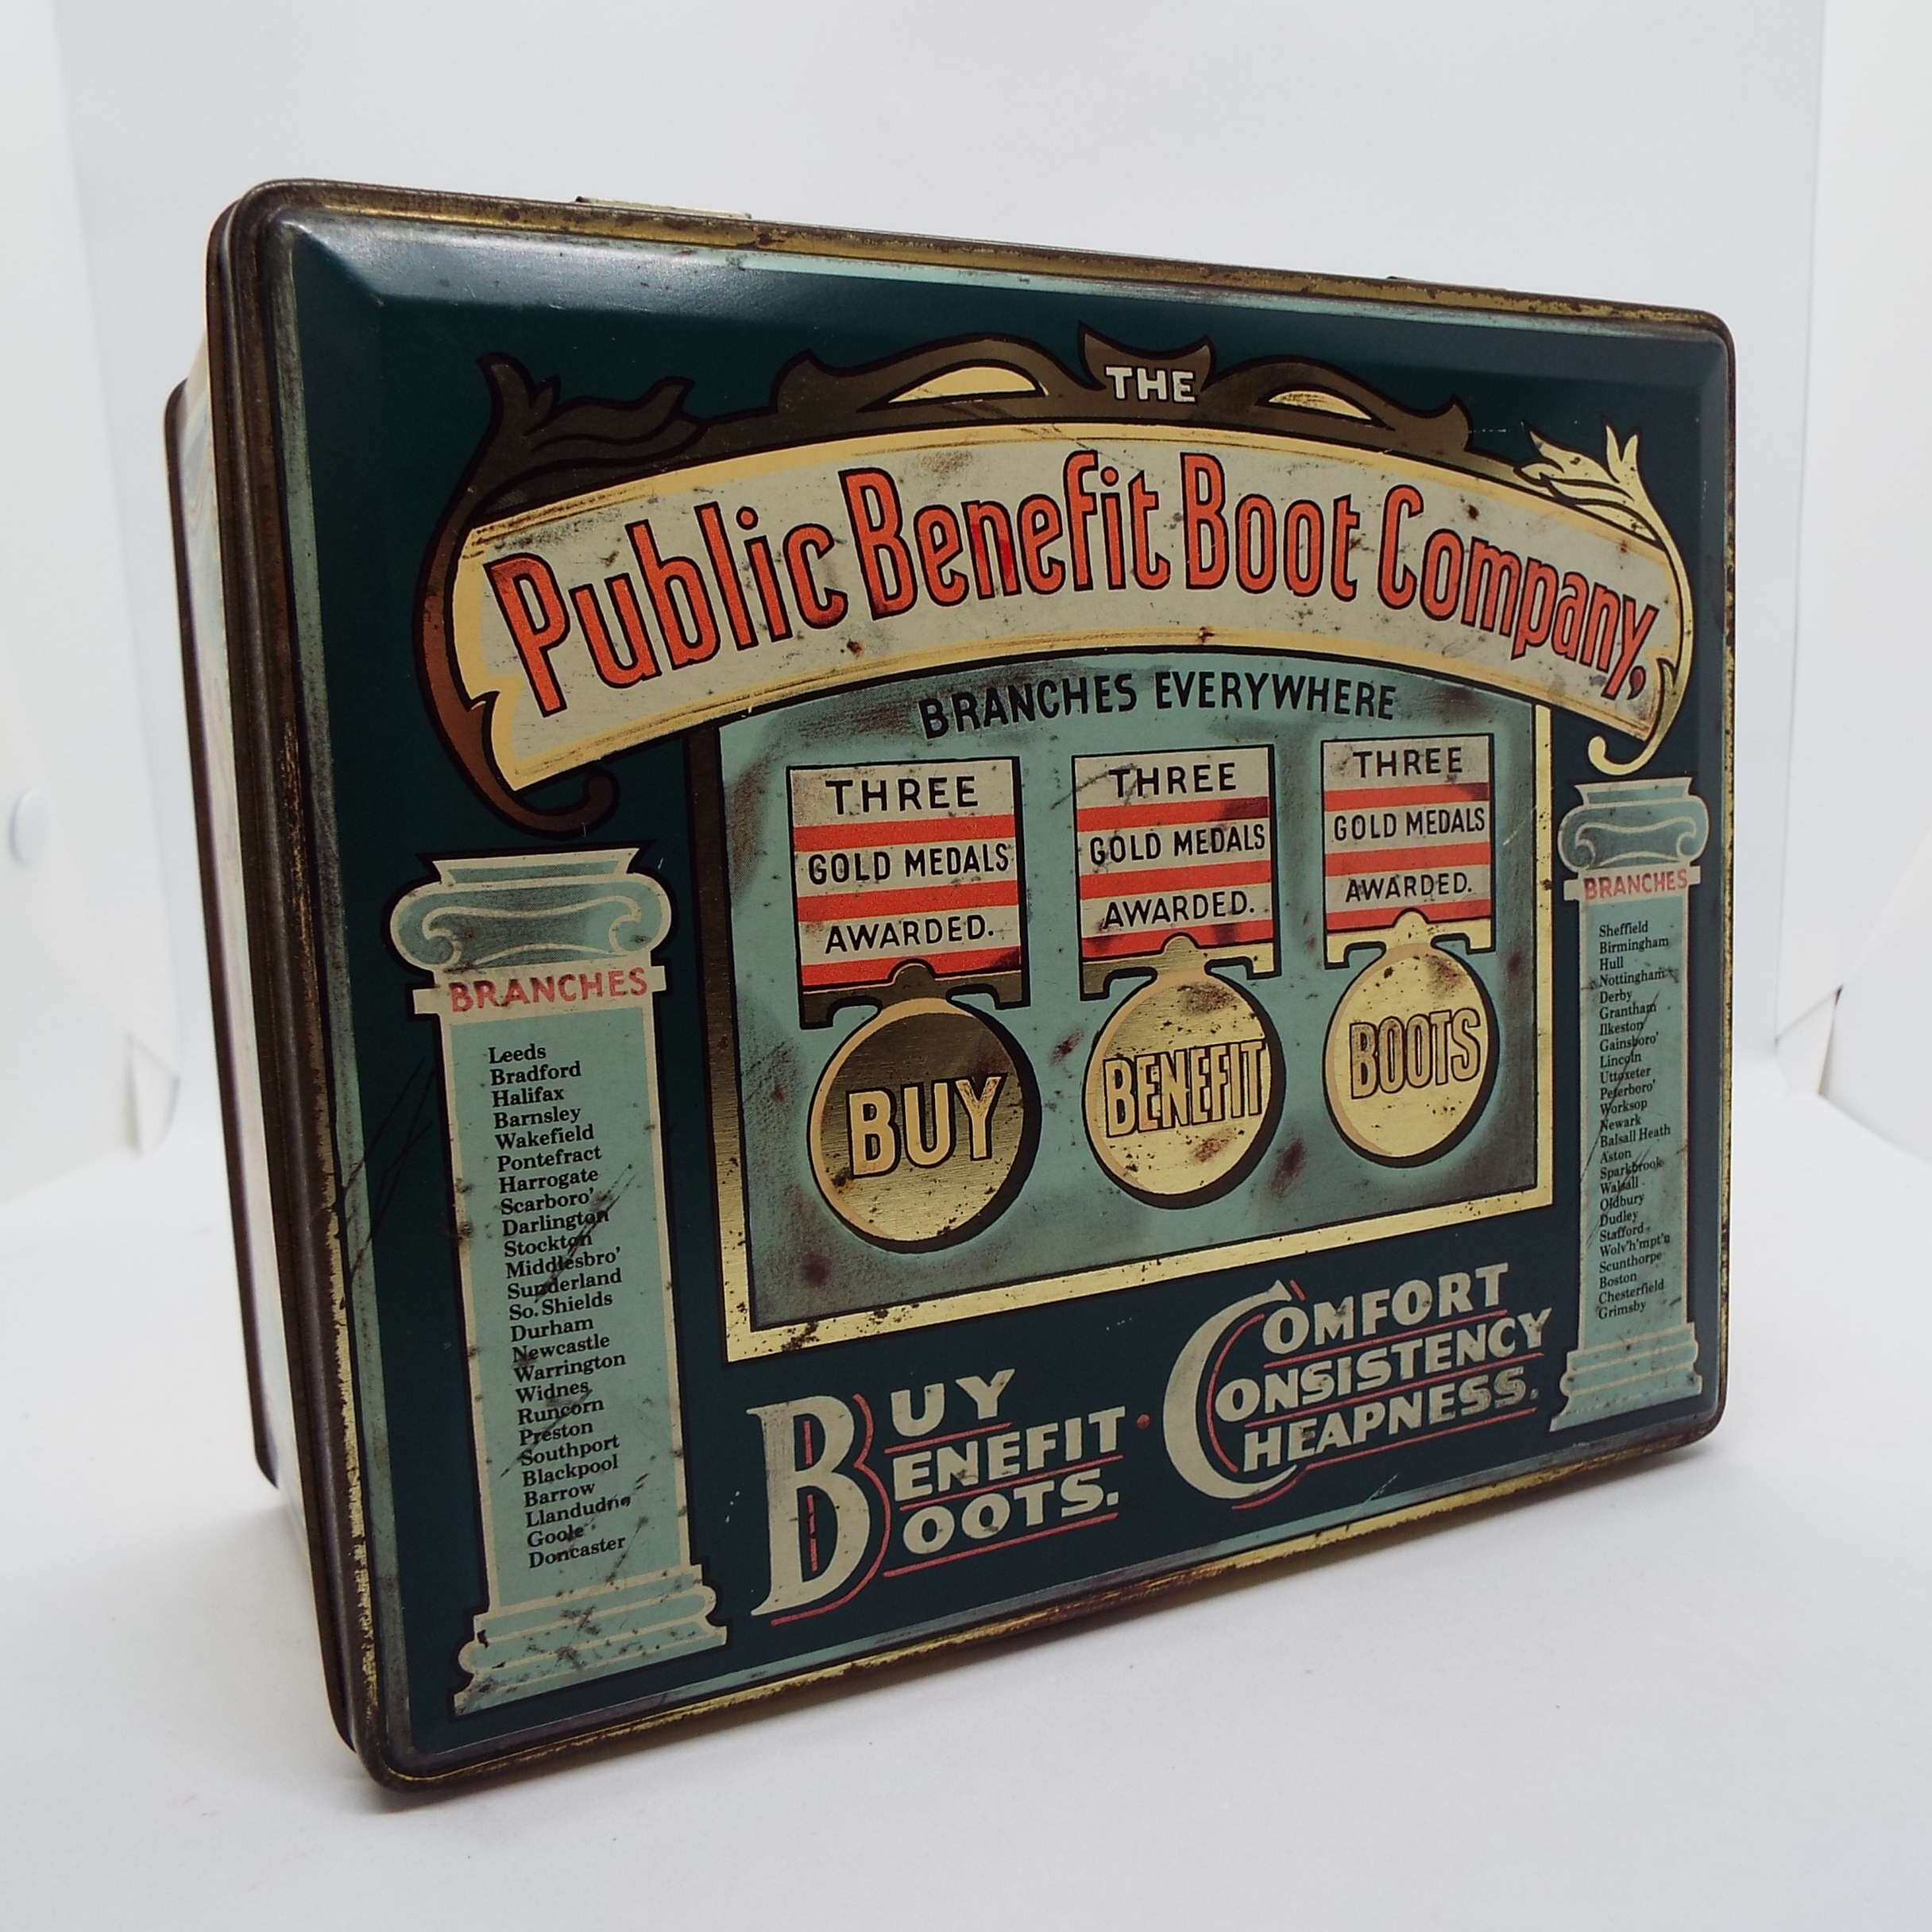 THE
Public Benefit Boot Company,
BRANCHES EVERYWHERE
THREE
GOLD MEDALS
AWARDED.
BUY
THREE
GOLD MEDALS
AWARDED.
BENEFIT
THREE
GOLD MEDALS
AWARDED.
BOOTS
BRANCHES
Leeds
Bradford
Halifax
Barnsley
Wakefield
Pontefract
Harrogate
Scarboro'
Darlington
Stockton
Middlesbro'
Sunderland
So. Shields
Durham
Newcastle
Warrington
Widnes
Runcorn
Preston
Southport
Blackpool
Barrow
Llandudno
Goole
Doncaster
BRANCHES
Sheffield
Birmingham
Hull
Nottingham
Derby
Grantham
Ilkeston
Gainsboro'
Lincoln
Uttoxeter
Peterboro'
Worksop
Newark
Balsall Heath
Aston
Sparkbrook
Walsall
Oldbury
Dudley
Stafford
Wolv'h'mpt'n
Scunthorpe
Boston
Chesterfield
Grimsby
BUY
BENEFIT
BOOTS.
COMFORT
CONSISTENCY
CHEAPNESS.